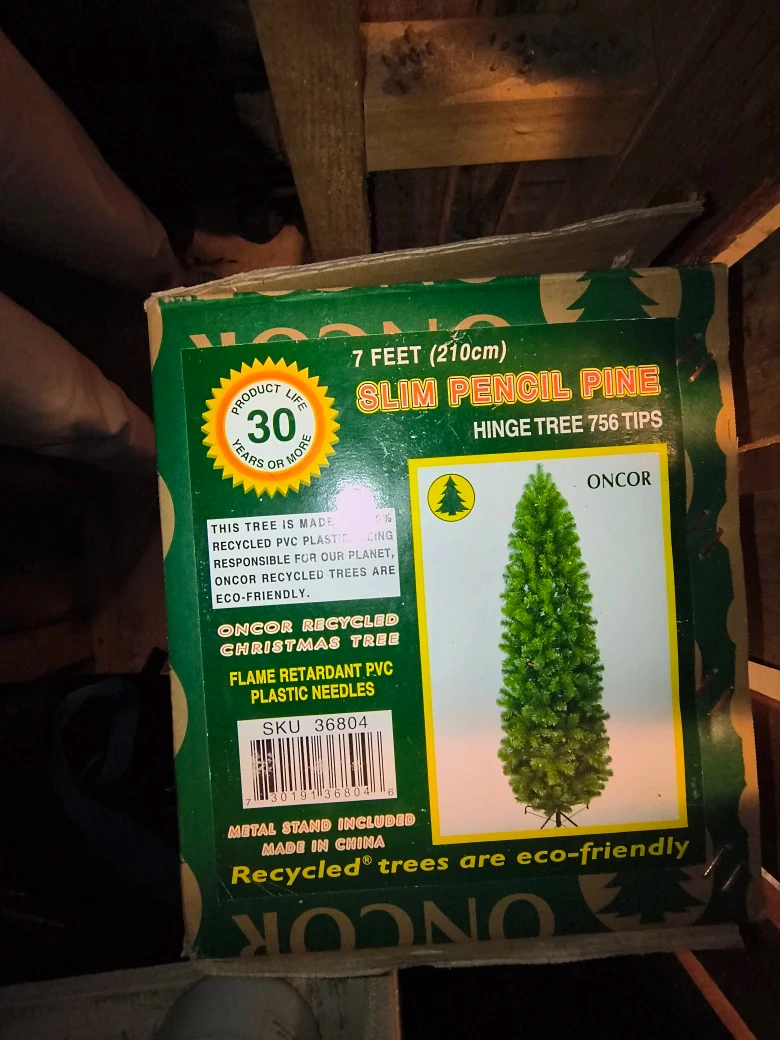 ONCOR
7 FEET (210cm)
SLIM PENCIL PINE
HINGE TREE 756 TIPS
PRODUCT LIFE
30
YEARS OR MORE
ONCOR
THIS TREE IS MADE %
RECYCLED PVC PLASTIC BEING
RESPONSIBLE FOR OUR PLANET,
ONCOR RECYCLED TREES ARE
ECO-FRIENDLY.
ONCOR RECYCLED
CHRISTMAS TREE
FLAME RETARDANT PVC
PLASTIC NEEDLES
SKU 36804
7 30191 36804 6
METAL STAND INCLUDED
MADE IN CHINA
Recycled® trees are eco-friendly
ONCOR